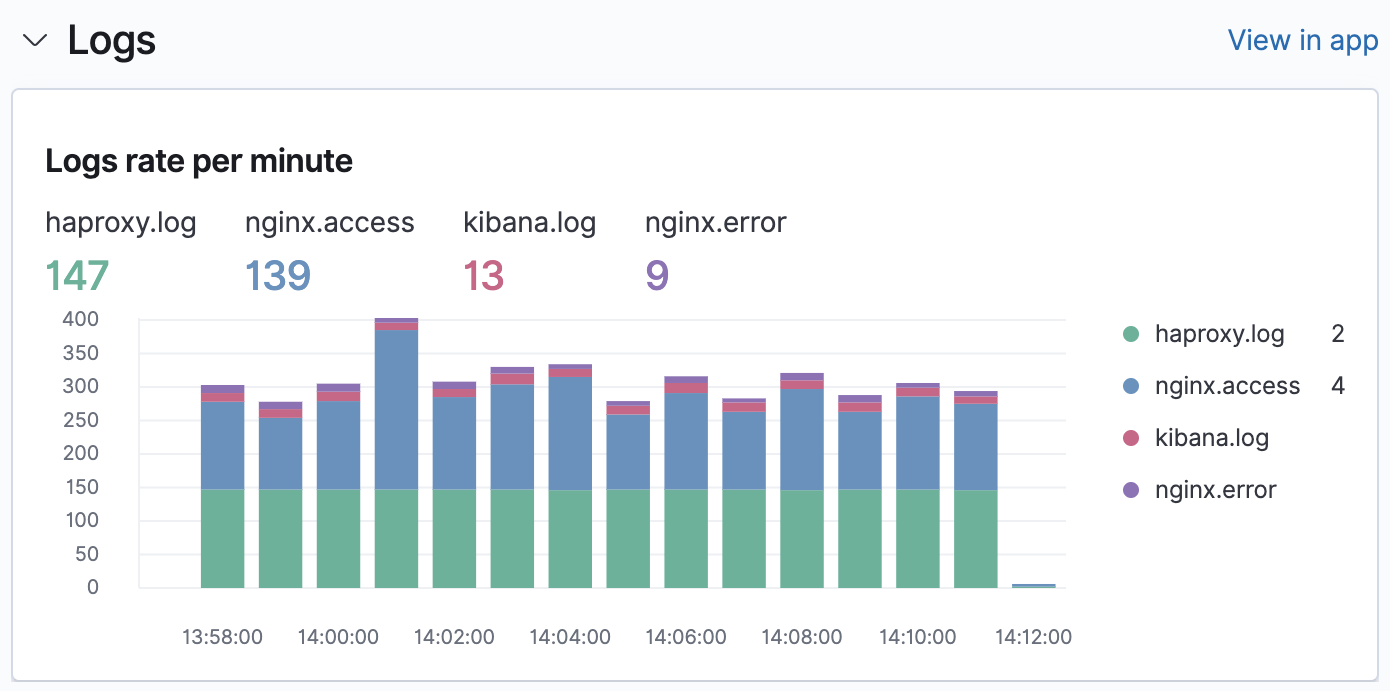 Logs
View in app
Logs rate per minute
haproxy.log nginx.access kibana.log nginx.error
147 139 13 9
400
350
300
250
200
150
100
50
0
13:58:00 14:00:00 14:02:00 14:04:00 14:06:00 14:08:00 14:10:00 14:12:00
haproxy.log 2
nginx.access 4
kibana.log
nginx.error